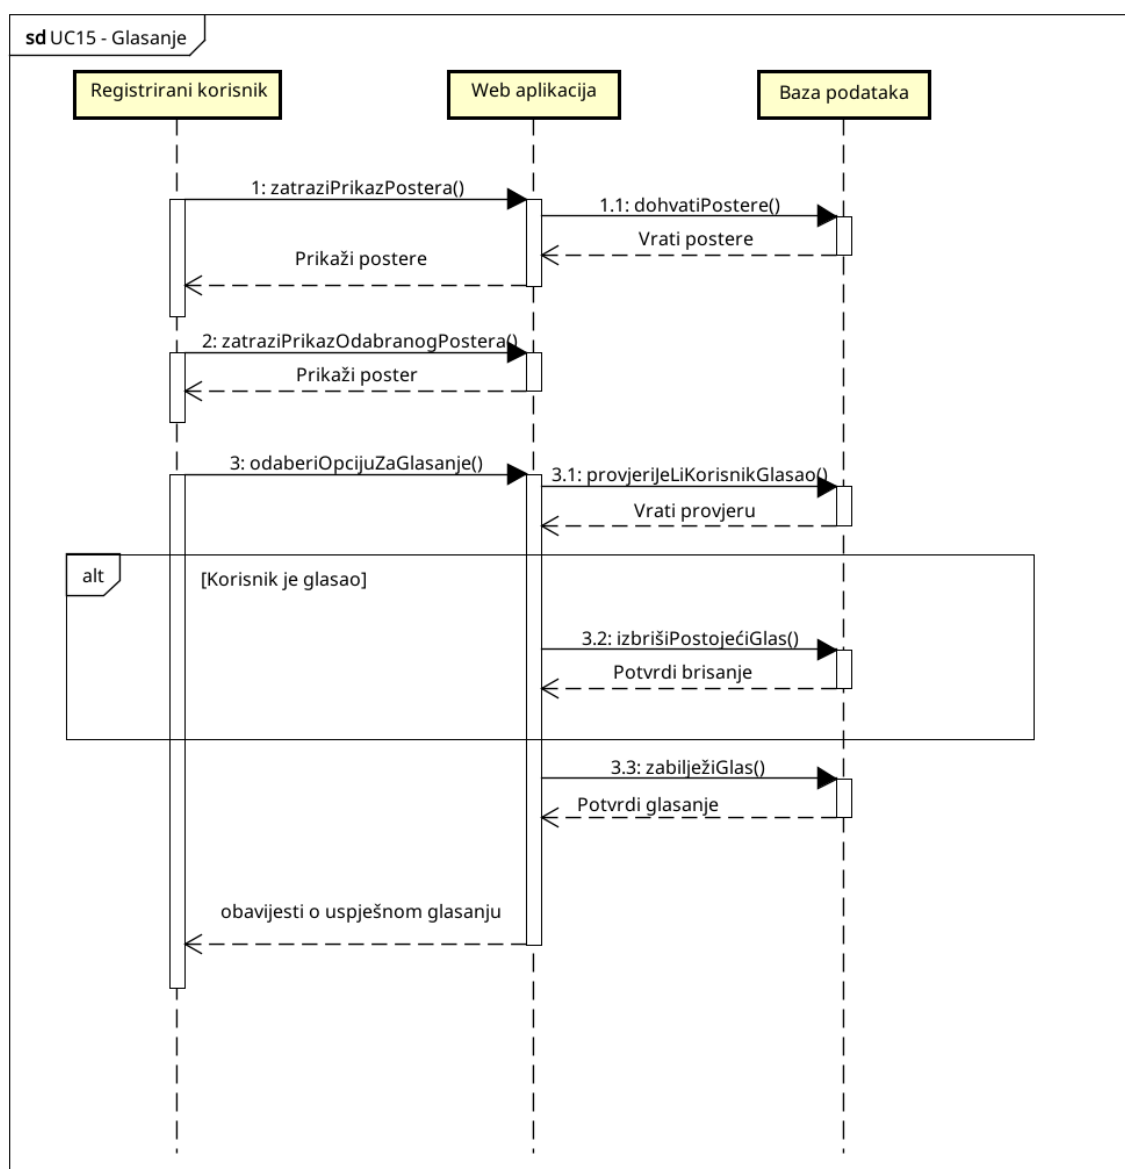 sd UC15 - Glasanje
Registrirani korisnik
Web aplikacija
Baza podataka
1: zatraziPrikazPostera()
1.1: dohvatiPostere()
Vrati postere
Prikaži postere
2: zatraziPrikazOdabranogPostera()
Prikaži poster
3: odaberiOpcijuZaGlasanje()
3.1: provjeriJeLiKorisnikGlasao()
Vrati provjeru
alt
[Korisnik je glasao]
3.2: izbrišiPostojećiGlas()
Potvrdi brisanje
3.3: zabilježiGlas()
Potvrdi glasanje
obavijesti o uspješnom glasanju